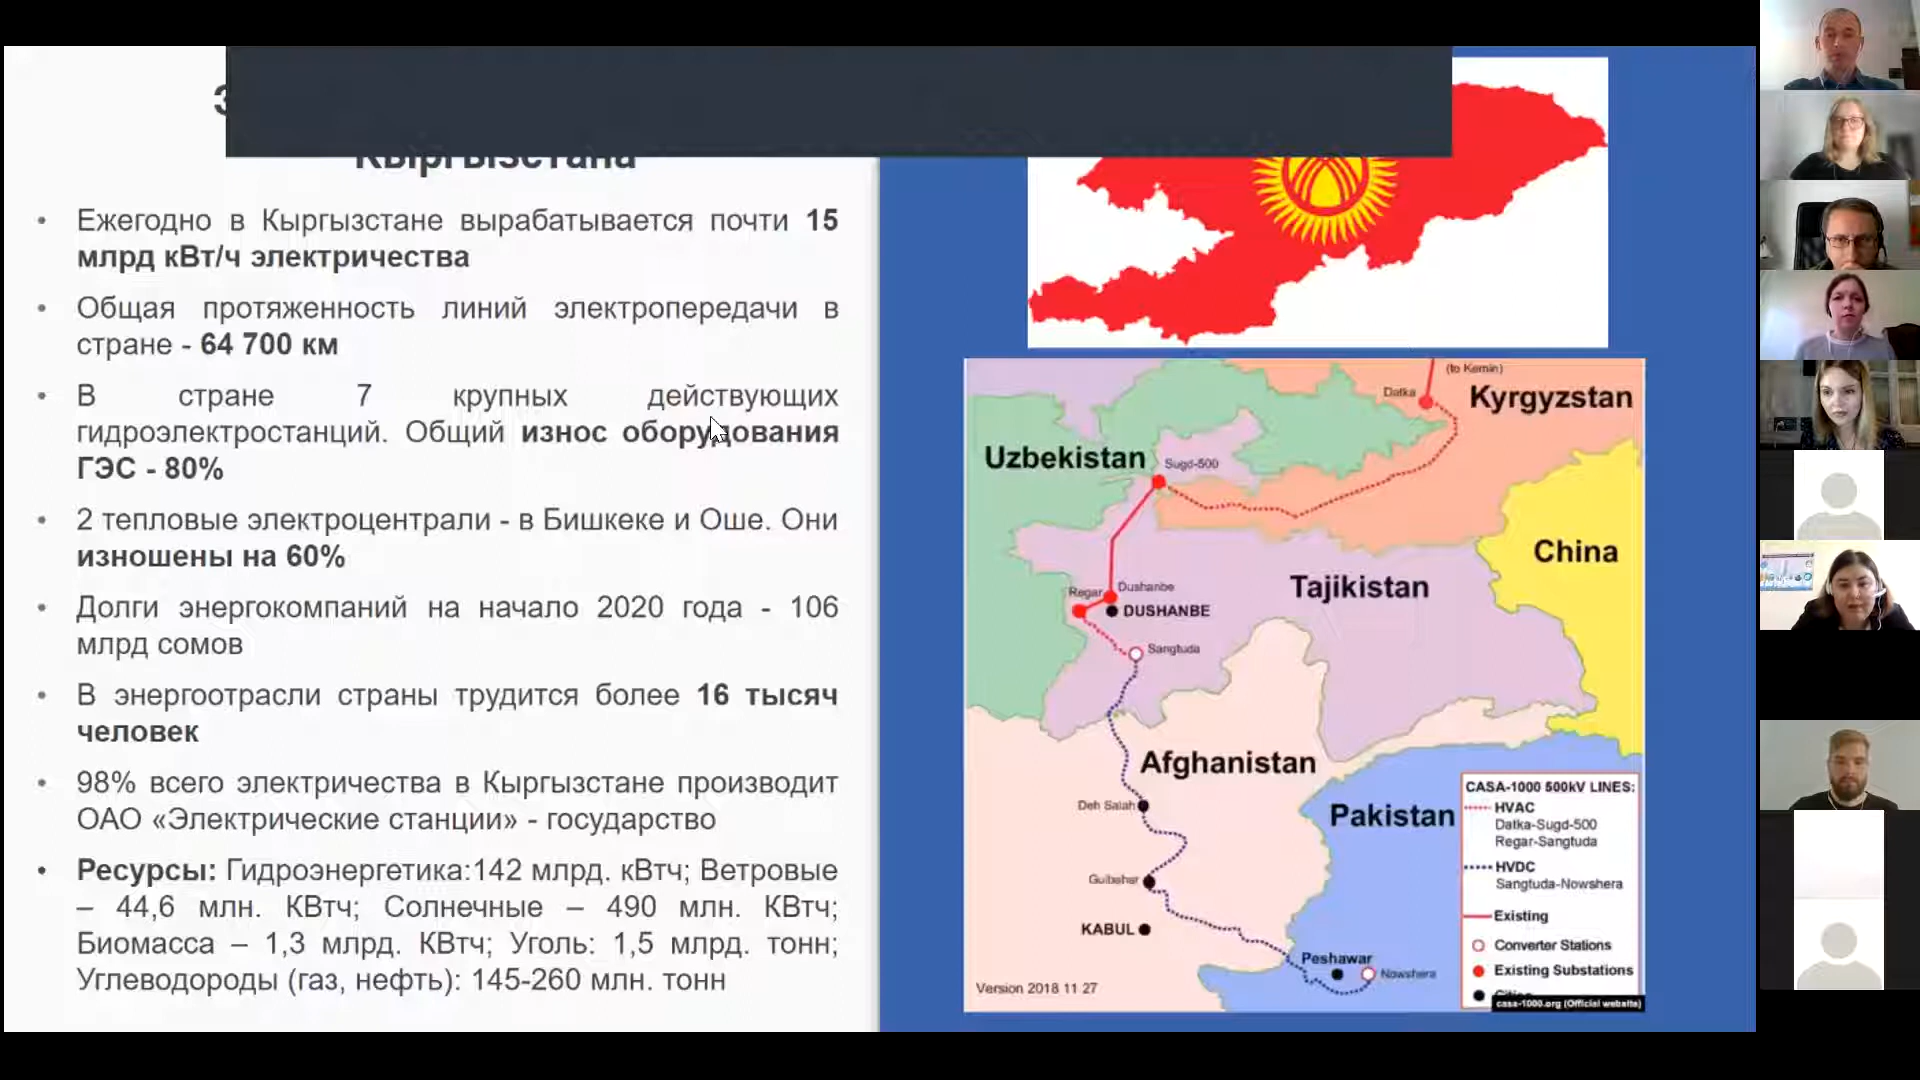 Кыргызстана
• Ежегодно в Кыргызстане вырабатывается почти 15
млрд кВт/ч электричества
• Общая протяженность линий электропередачи в
стране - 64 700 км
• В стране 7 крупных действующих
гидроэлектростанций. Общий износ оборудования
ГЭС - 80%
• 2 тепловые электроцентрали - в Бишкеке и Оше. Они
изношены на 60%
• Долги энергокомпаний на начало 2020 года - 106
млрд сомов
• В энергоотрасли страны трудится более 16 тысяч
человек
• 98% всего электричества в Кыргызстане производит
ОАО «Электрические станции» - государство
• Ресурсы: Гидроэнергетика:142 млрд. кВтч; Ветровые
– 44,6 млн. КВтч; Солнечные – 490 млн. КВтч;
Биомасса – 1,3 млрд. КВтч; Уголь: 1,5 млрд. тонн;
Углеводороды (газ, нефть): 145-260 млн. тонн
(to Kemin)
Datka
Kyrgyzstan
Uzbekistan
Sugd-500
China
Tajikistan
Dushanbe
Regar
DUSHANBE
Sangtuda
Afghanistan
Deh Salah
Pakistan
Gulbahar
KABUL
Peshawar
Nowshera
Version 2018 11 27
CASA-1000 500kV LINES:
HVAC
Datka-Sugd-500
Regar-Sangtuda
HVDC
Sangtuda-Nowshera
Existing
Converter Stations
Existing Substations
casa-1000.org (Official website)